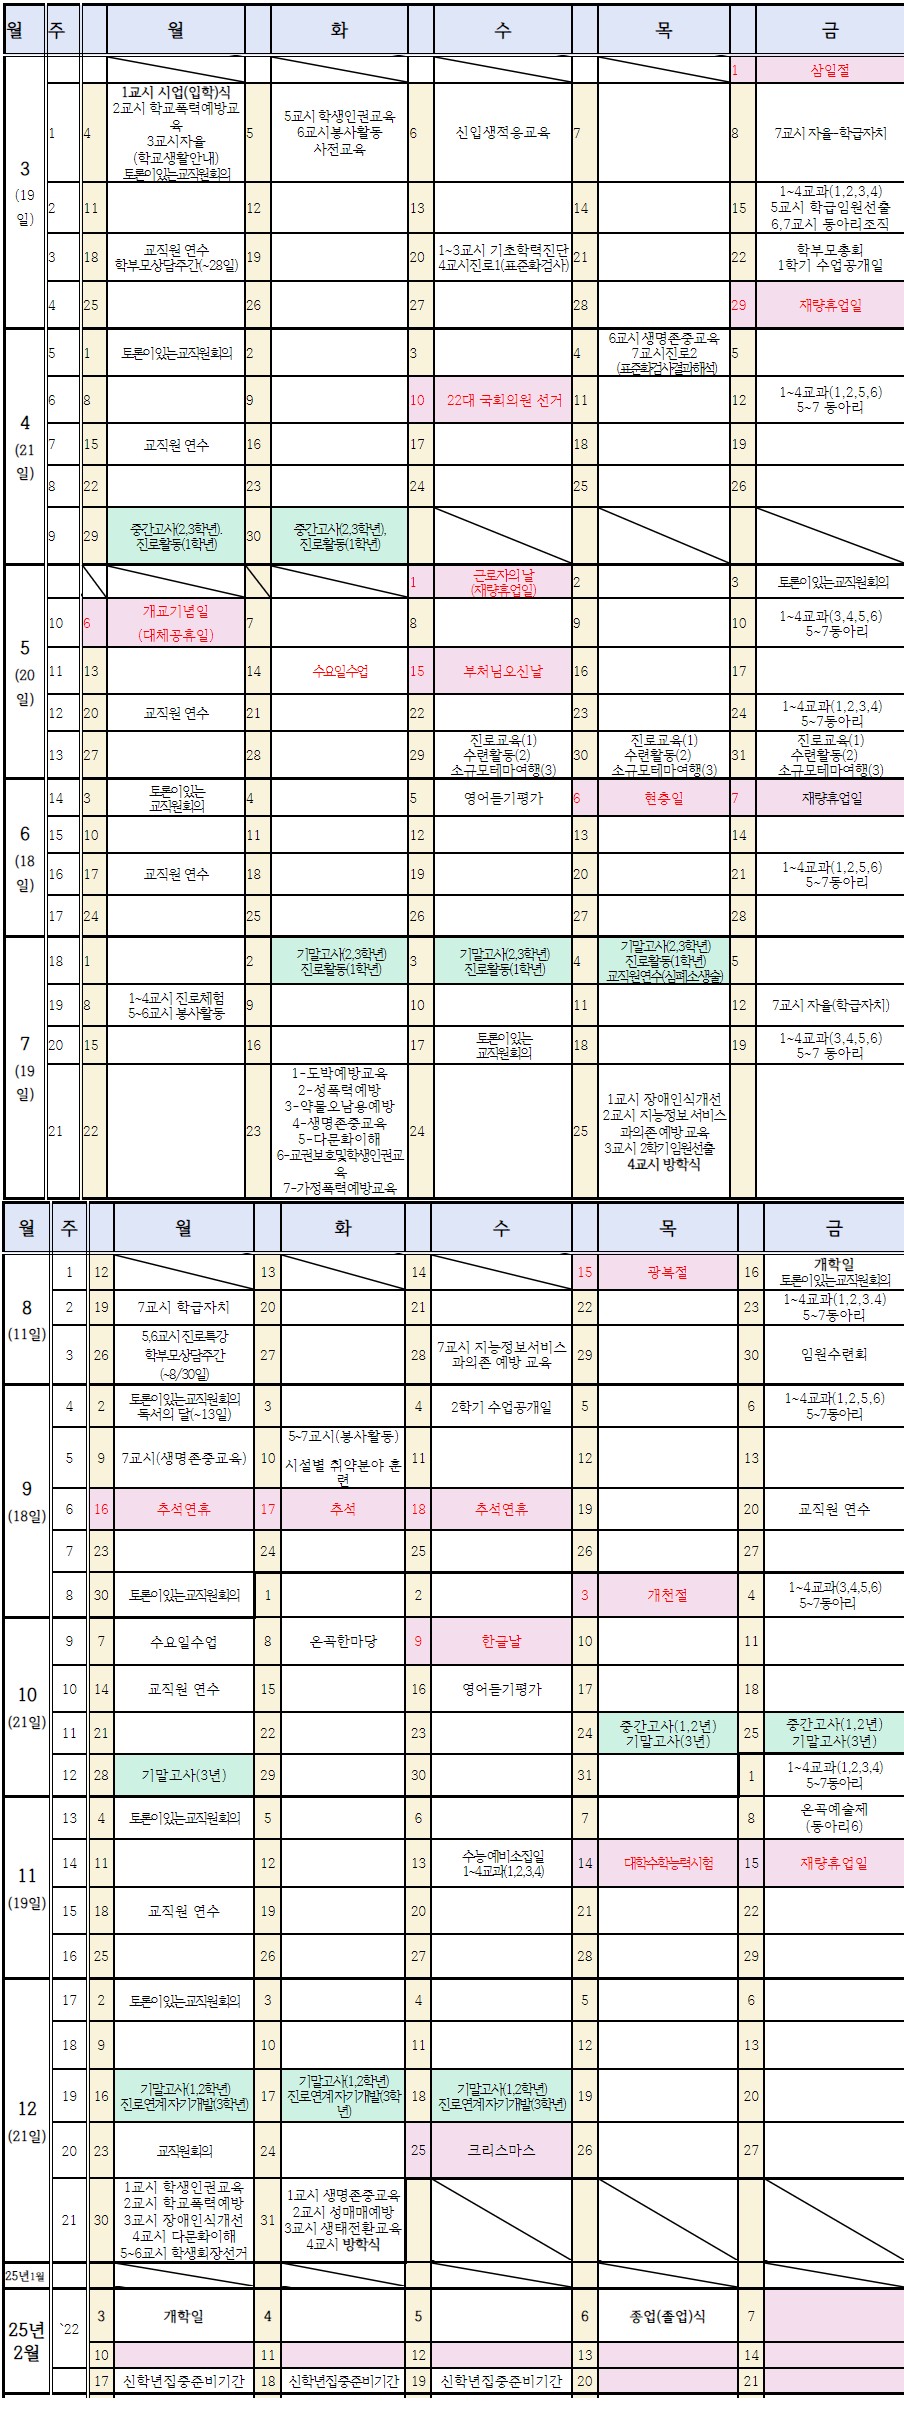 월 주 월 화 수 목 금
1 삼일절
3
(19
일)
1 4
1교시 시업(입학)식
2교시 학교폭력예방교
육
3교시자율
(학교생활안내)
토론이있는교직원회의
5
5교시 학생인권교육
6교시봉사활동
사전교육
6 신입생적응교육 7 8 7교시 자율-학급자치
2 11 12 13 14 15
1~4교과(1,2,3,4)
5교시 학급임원선출
6,7교시 동아리조직
3 18
교직원 연수
학부모상담주간(~28일)
19 20
1~3교시 기초학력진단
4교시진로1(표준화검사)
21 22
학부모총회
1학기 수업공개일
4 25 26 27 28 29 재량휴업일
4
(21
일)
5 1 토론이있는교직원회의 2 3 4
6교시 생명존중교육
7교시진로2
(표준화검사결과해석)
5
6 8 9 10 22대 국회의원 선거 11 12
1~4교과(1,2,5,6)
5~7 동아리
7 15 교직원 연수 16 17 18 19
8 22 23 24 25 26
9 29
중간고사(2,3학년).
진로활동(1학년)
30
중간고사(2,3학년),
진로활동(1학년)
5
(20
일)
1
근로자의 날
(재량휴업일)
2 3 토론이있는교직원회의
10 6
개교기념일
(대체공휴일)
7 8 9 10
1~4교과(3,4,5,6)
5~7동아리
11 13 14 수요일수업 15 부처님오신날 16 17
12 20 교직원 연수 21 22 23 24
1~4교과(1,2,3,4)
5~7동아리
13 27 28 29
진로교육(1)
수련활동(2)
소규모테마여행(3)
30
진로교육(1)
수련활동(2)
소규모테마여행(3)
31
진로교육(1)
수련활동(2)
소규모테마여행(3)
6
(18
일)
14 3
토론이있는
교직원회의
4 5 영어듣기평가 6 현충일 7 재량휴업일
15 10 11 12 13 14
16 17 교직원 연수 18 19 20 21
1~4교과(1,2,5,6)
5~7동아리
17 24 25 26 27 28
7
(19
일)
18 1 2
기말고사(2,3학년)
진로활동(1학년)
3
기말고사(2,3학년)
진로활동(1학년)
4
기말고사(2,3학년)
진로활동(1학년)
교직원연수(심폐소생술)
5
19 8
1~4교시 진로체험
5~6교시 봉사활동
9 10 11 12 7교시 자율(학급자치)
20 15 16 17
토론이있는
교직원회의
18 19
1~4교과(3,4,5,6)
5~7 동아리
21 22 23
1-도박예방교육
2-성폭력예방
3-약물오남용예방
4-생명존중교육
5-다문화이해
6-교권보호및학생인권교
육
7-가정폭력예방교육
24 25
1교시 장애인식개선
2교시 지능정보 서비스
과의존 예방 교육
3교시 2학기 임원선출
4교시 방학식
월 주 월 화 수 목 금
8
(11일)
1 12 13 14 15 광복절 16
개학일
토론이있는교직원회의
2 19 7교시 학급자치 20 21 22 23
1~4교과(1,2,3.4)
5~7동아리
3 26
5,6교시 진로특강
학부모상담주간
(~8/30일)
27 28
7교시 지능정보서비스
과의존 예방 교육
29 30 임원수련회
9
(18일)
4 2
토론이있는교직원회의
독서의 달(~13일)
3 4 2학기 수업공개일 5 6
1~4교과(1,2,5,6)
5~7동아리
5 9 7교시(생명존중교육) 10
5~7교시(봉사활동)
시설별 취약분야 훈
련
11 12 13
6 16 추석연휴 17 추석 18 추석연휴 19 20 교직원 연수
7 23 24 25 26 27
8 30 토론이있는교직원회의 1 2 3 개천절 4
1~4교과(3,4,5,6)
5~7동아리
10
(21일)
9 7 수요일수업 8 온곡한마당 9 한글날 10 11
10 14 교직원 연수 15 16 영어듣기평가 17 18
11 21 22 23 24
중간고사(1,2년)
기말고사(3년)
25
중간고사(1,2년)
기말고사(3년)
12 28 기말고사(3년) 29 30 31 1
1~4교과(1,2,3,4)
5~7동아리
11
(19일)
13 4 토론이있는교직원회의 5 6 7 8
온곡예술제
(동아리6)
14 11 12 13
수능 예비소집일
1~4교과(1,2,3,4)
14 대학수학능력시험 15 재량휴업일
15 18 교직원 연수 19 20 21 22
16 25 26 27 28 29
12
(21일)
17 2 토론이있는교직원회의 3 4 5 6
18 9 10 11 12 13
19 16
기말고사(1,2학년)
진로연계자기개발(3학년)
17
기말고사(1,2학년)
진로연계자기개발(3학
년)
18
기말고사(1,2학년)
진로연계자기개발(3학년)
19 20
20 23 교직원회의 24 25 크리스마스 26 27
21 30
1교시 학생인권교육
2교시 학교폭력예방
3교시 장애인식개선
4교시 다문화이해
5~6교시 학생회장선거
31
1교시 생명존중교육
2교시 성매매예방
3교시 생태전환교육
4교시 방학식
25년1월
25년
2월
`22 3 개학일 4 5 6 종업(졸업)식 7
10 11 12 13 14
17 신학년집중준비기간 18 신학년집중준비기간 19 신학년집중준비기간 20 21